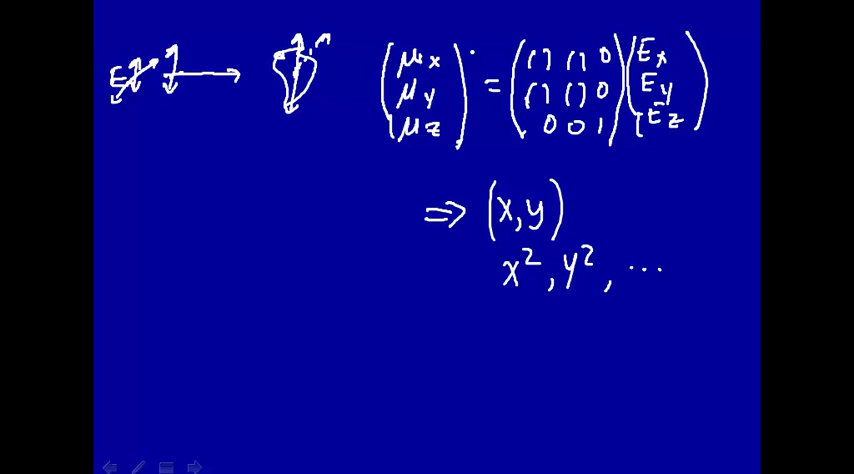 E
μx = [] [] 0 Ex
μy [] [] 0 Ey
μz 0 0 1 Ez
⇒ (x,y)
x², y², ...